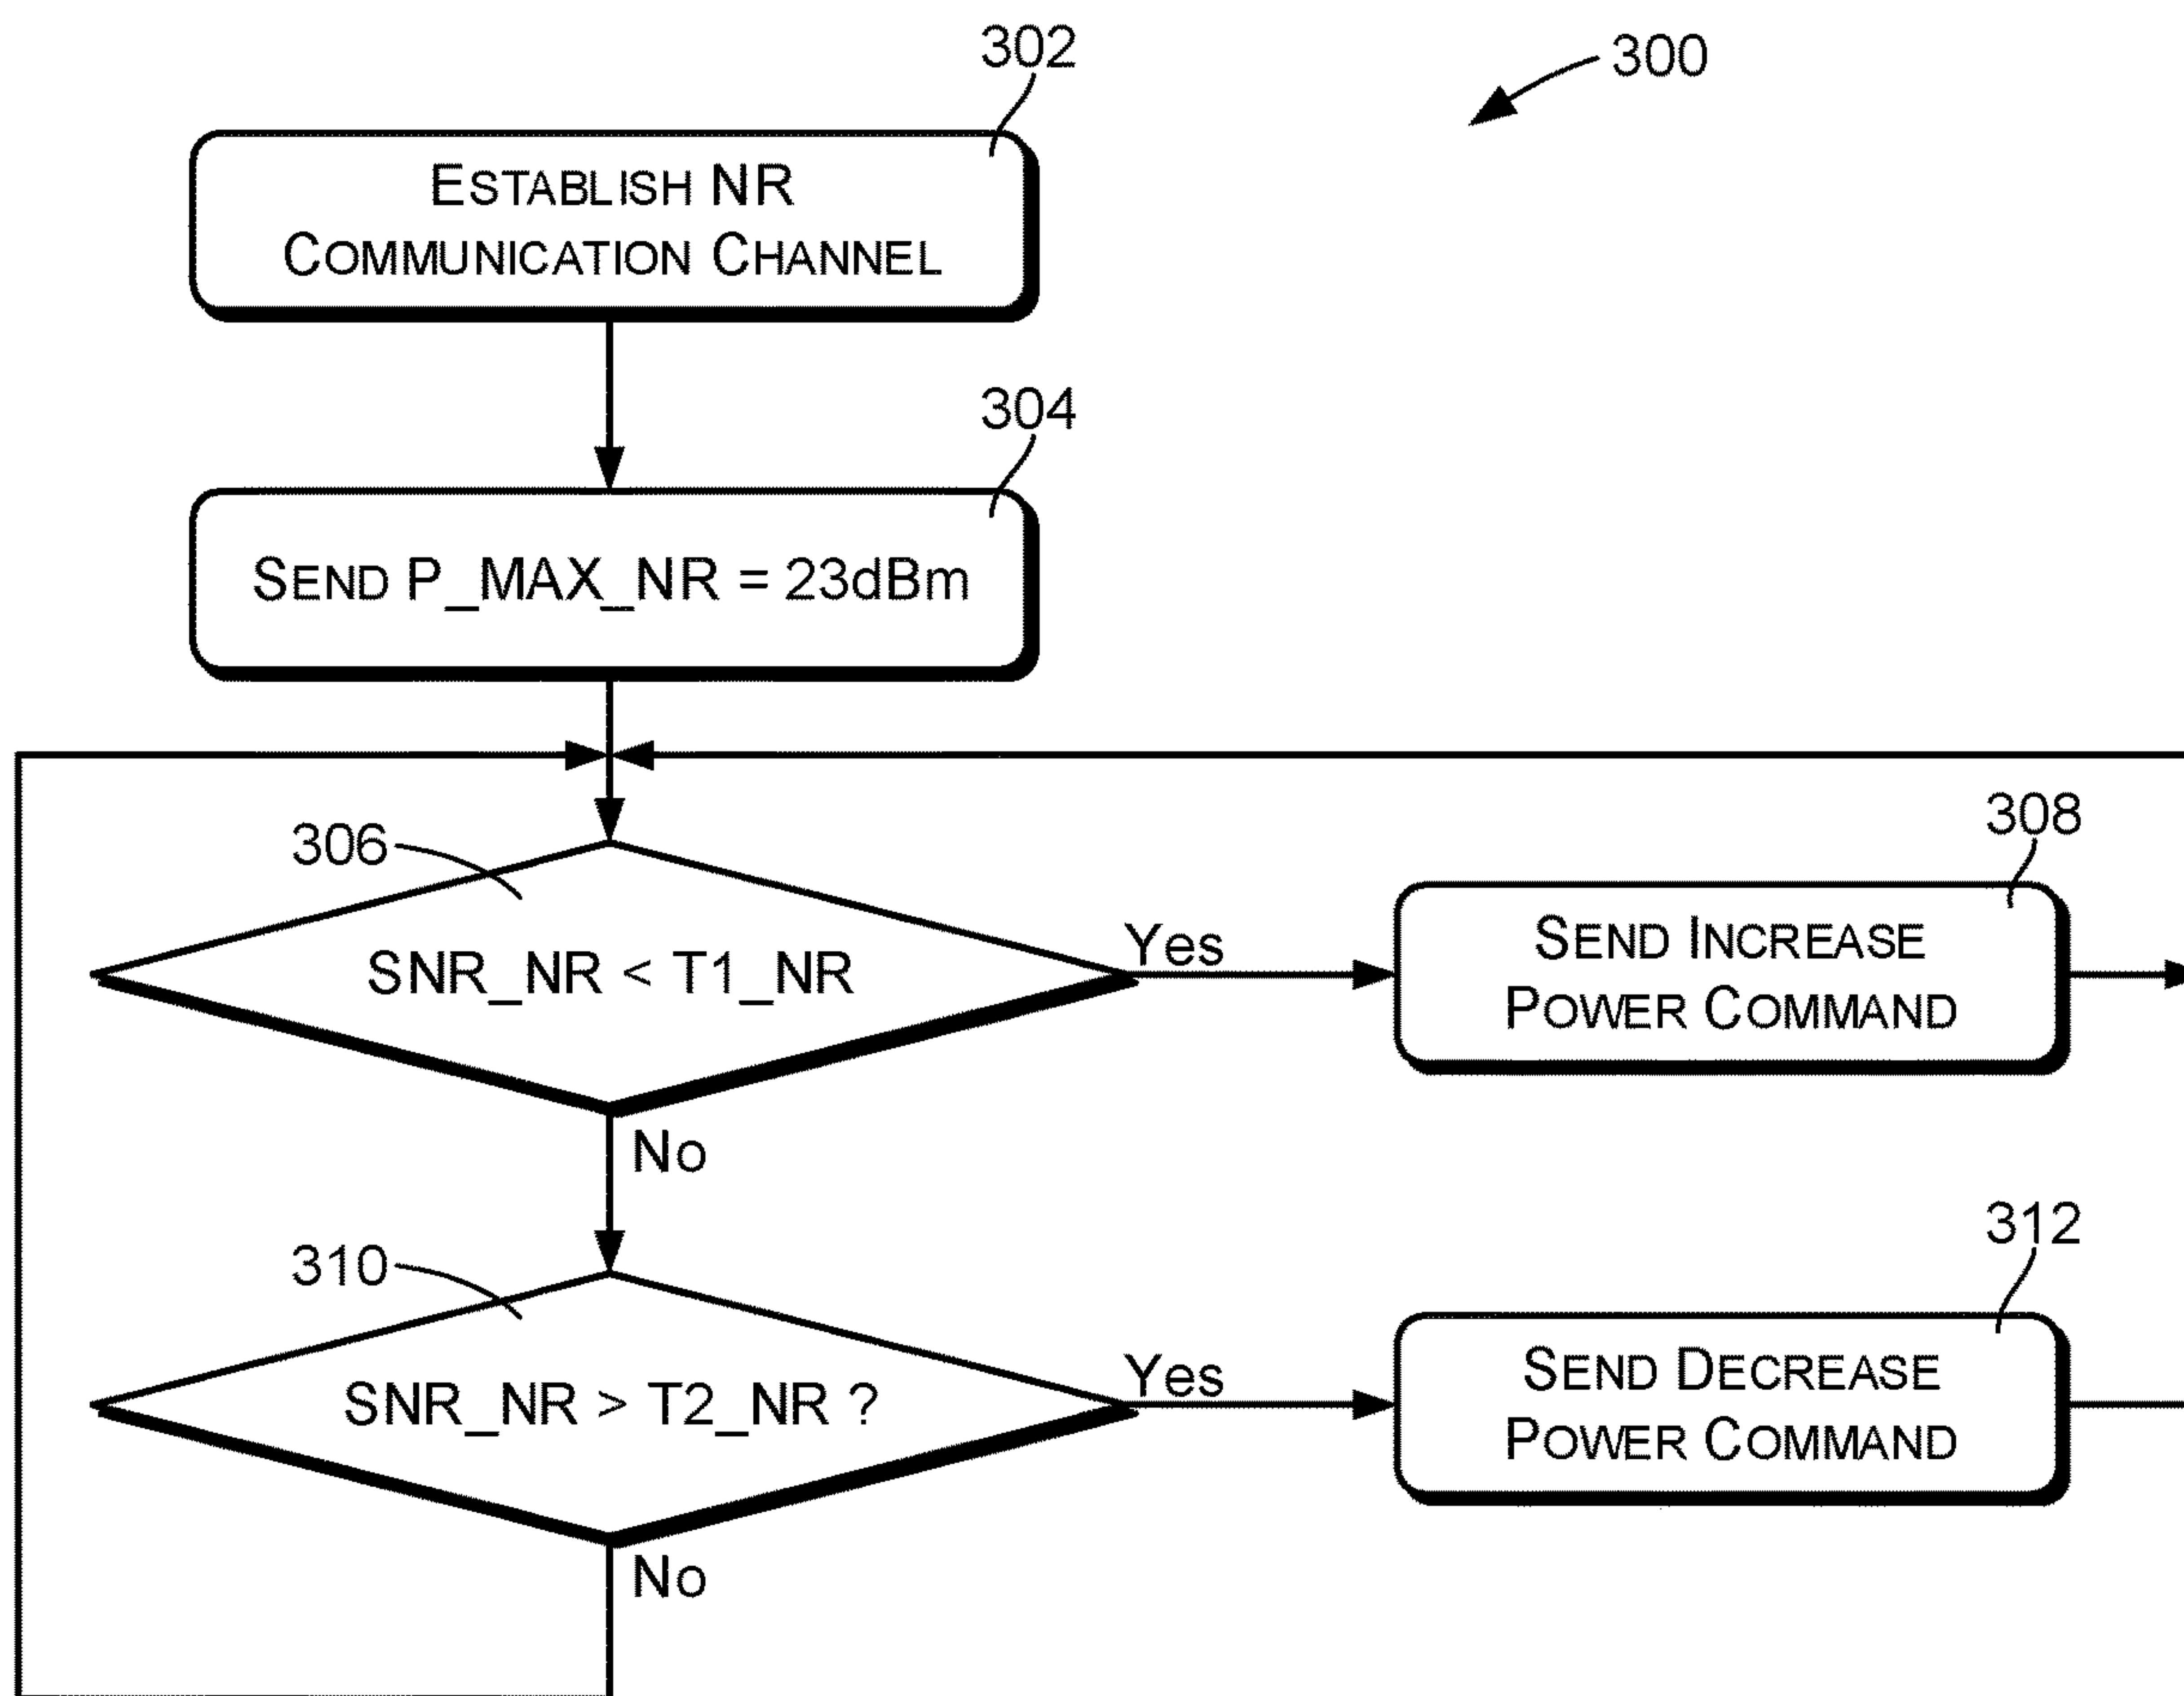 302
300
ESTABLISH NR
COMMUNICATION CHANNEL
304
SEND P_MAX_NR = 23dBm
306
SNR_NR < T1_NR
Yes
308
SEND INCREASE
POWER COMMAND
No
310
SNR_NR > T2_NR ?
Yes
312
SEND DECREASE
POWER COMMAND
No